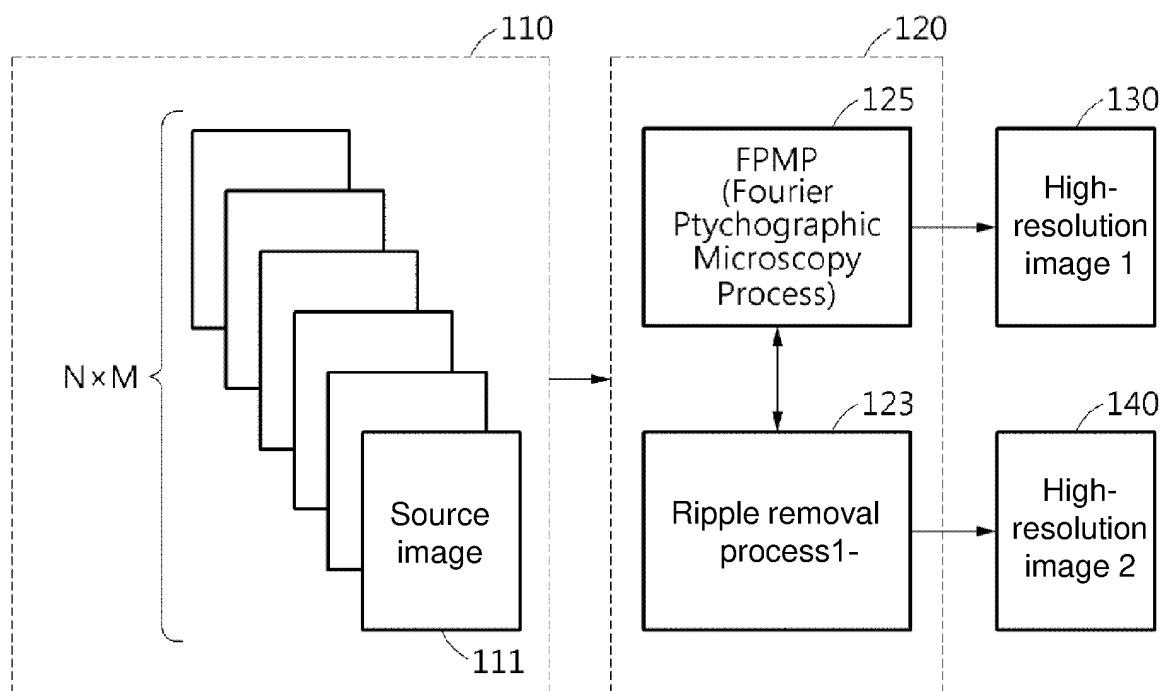 110
120
125
130
FPMP
(Fourier
Ptychographic
Microscopy
Process)
High-
resolution
image 1
N×M
123
140
Source
image
Ripple removal
process1-
High-
resolution
image 2
111